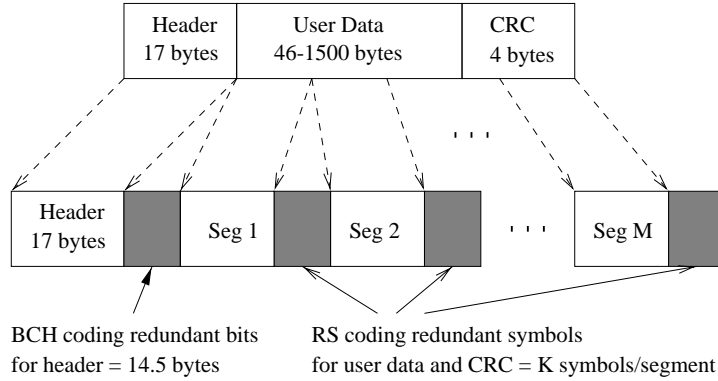 Header
17 bytes
User Data
46-1500 bytes
CRC
4 bytes
' ' '
Header
17 bytes
Seg 1
Seg 2
' ' '
Seg M
BCH coding redundant bits
for header = 14.5 bytes
RS coding redundant symbols
for user data and CRC = K symbols/segment